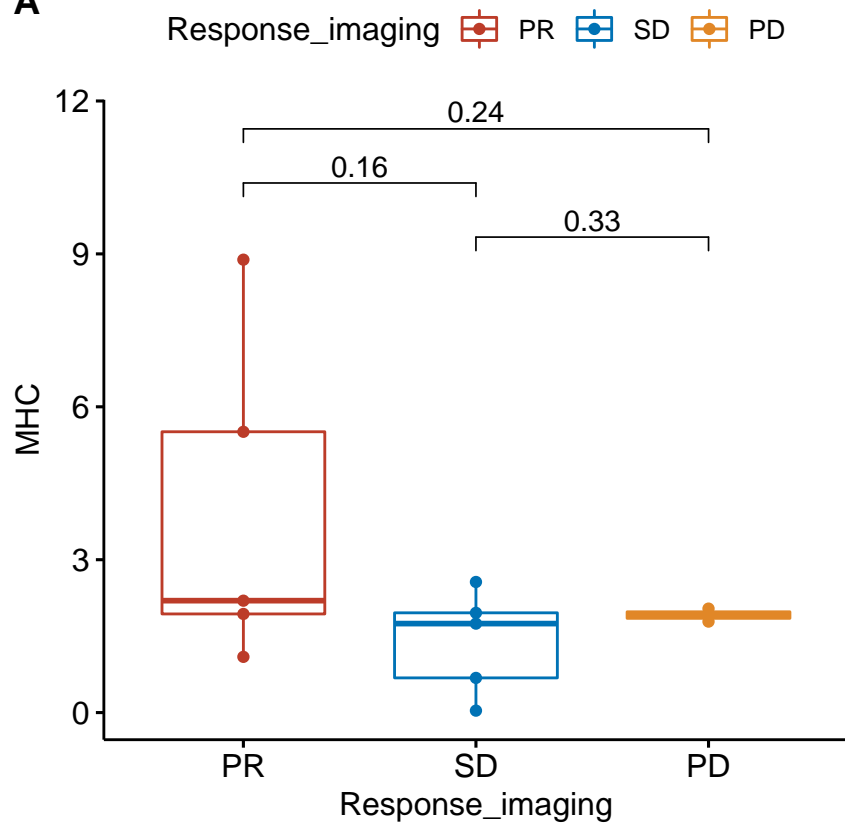 A
Response_imaging PR SD PD
12
0.24
0.16
0.33
9
6
3
0
MHC
PR SD PD
Response_imaging